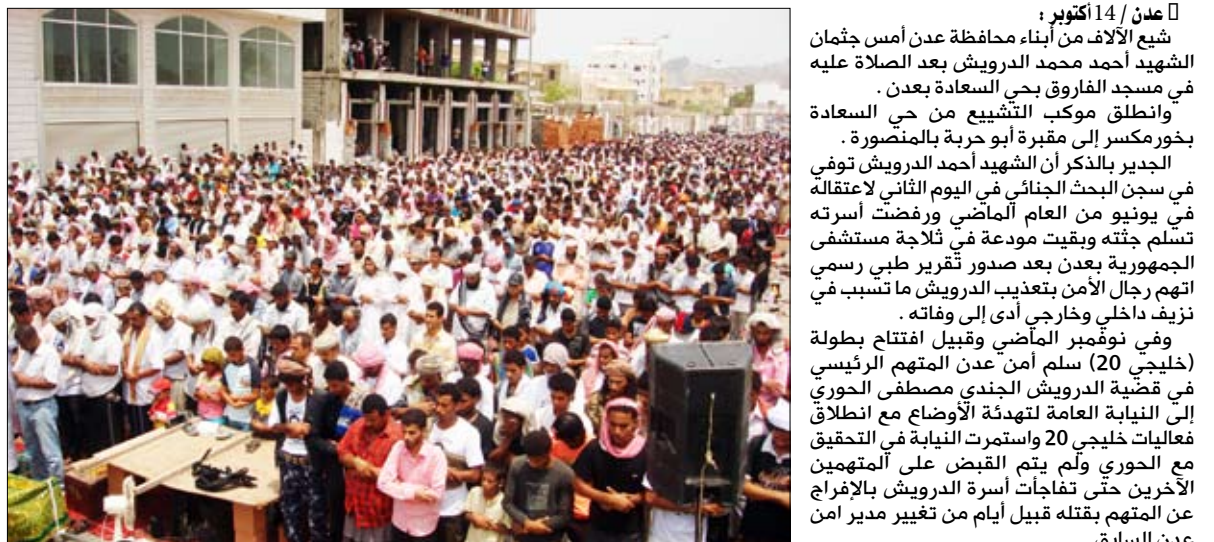 عدن / 14 أكتوبر :
شيع الآلاف من أبناء محافظة عدن أمس جثمان
الشهيد أحمد محمد الدرويش بعد الصلاة عليه
في مسجد الفاروق بحي السعادة بعدن .
وانطلق موكب التشييع من حي السعادة
بخورمكسر إلى مقبرة أبو حربة بالمنصورة .
الجدير بالذكر أن الشهيد أحمد الدرويش توفي
في سجن البحث الجنائي في اليوم الثاني لاعتقاله
في يونيو من العام الماضي ورفضت أسرته
تسلم جثته وبقيت مودعة في ثلاجة مستشفى
الجمهورية بعدن بعد صدور تقرير طبي رسمي
اتهم رجال الأمن بتعذيب الدرويش ما تسبب في
نزيف داخلي وخارجي أدى إلى وفاته .
وفي نوفمبر الماضي وقبيل افتتاح بطولة
(خليجي 20) سلم أمن عدن المتهم الرئيسي
في قضية الدرويش الجندي مصطفى الحوري
إلى النيابة العامة لتهدئة الأوضاع مع انطلاق
فعاليات خليجي 20 واستمرت النيابة في التحقيق
مع الحوري ولم يتم القبض على المتهمين
الآخرين حتى تفاجأت أسرة الدرويش بالإفراج
عن المتهم بقتله قبيل أيام من تغيير مدير امن
عدن السابق